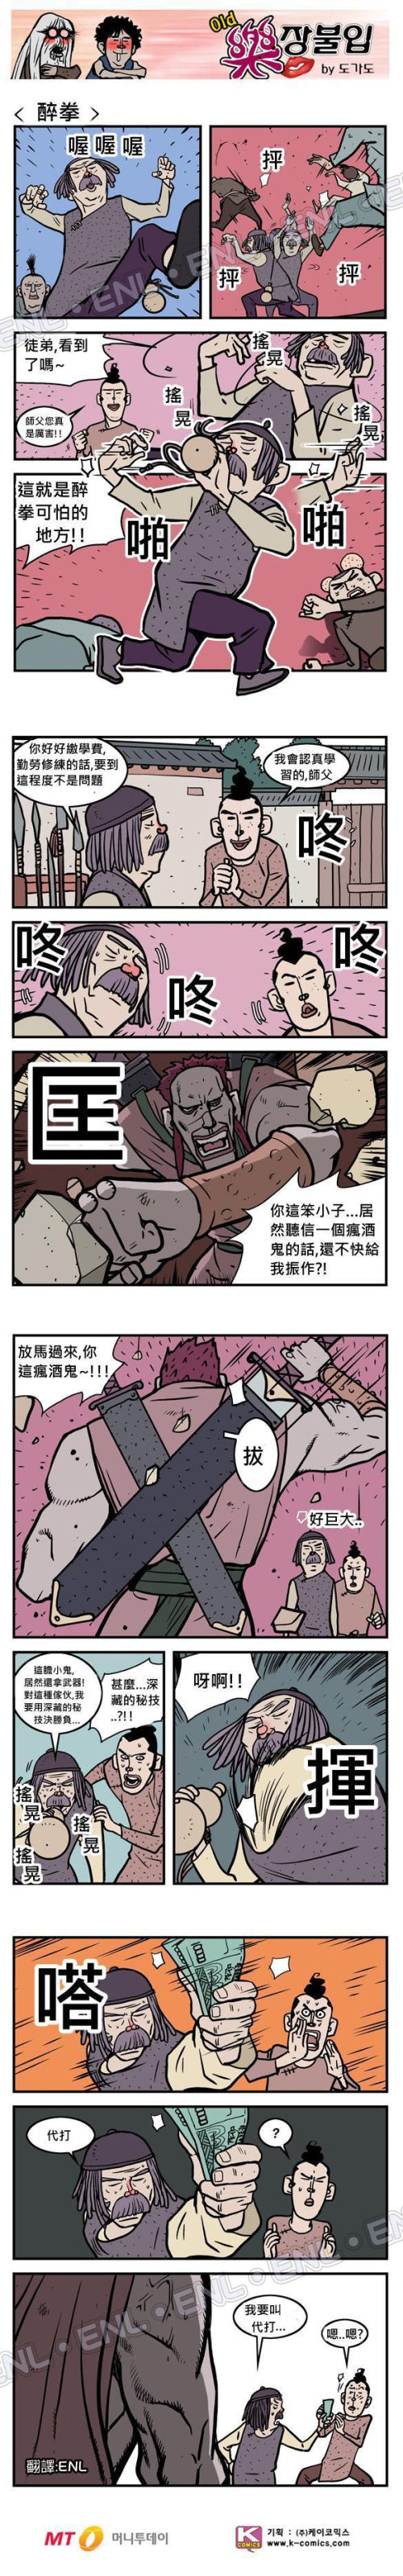 Old
樂장불입
by 도가도
< 醉拳 >
喔 喔 喔
抨
抨
抨
徒弟,看到
了嗎~
師父您真
是厲害!!
搖
晃
搖
晃
搖
晃
這就是醉
拳可怕的
地方!!
啪
啪
你好好繳學費,
勤勞修練的話,要到
這程度不是問題
我會認真學
習的,師父
咚
咚
咚
咚
匡
你這笨小子...居
然聽信一個瘋酒
鬼的話,還不快給
我振作?!
放馬過來,你
這瘋酒鬼~!!!
拔
好巨大..
這膽小鬼,
居然還拿武器!
對這種傢伙,我
要用深藏的秘
技決勝負...
甚麼...深
藏的秘技
..?!!
搖
晃
搖
晃
搖
晃
呀啊!!
揮
嗒
代打
?
我要叫
代打...
嗯..嗯?
翻譯:ENL
MT 머니투데이
K
COMICS
기획 : (주)케이코믹스
www.k-comics.com
ENL • ENL • ENL
ENL • ENL • ENL • ENL